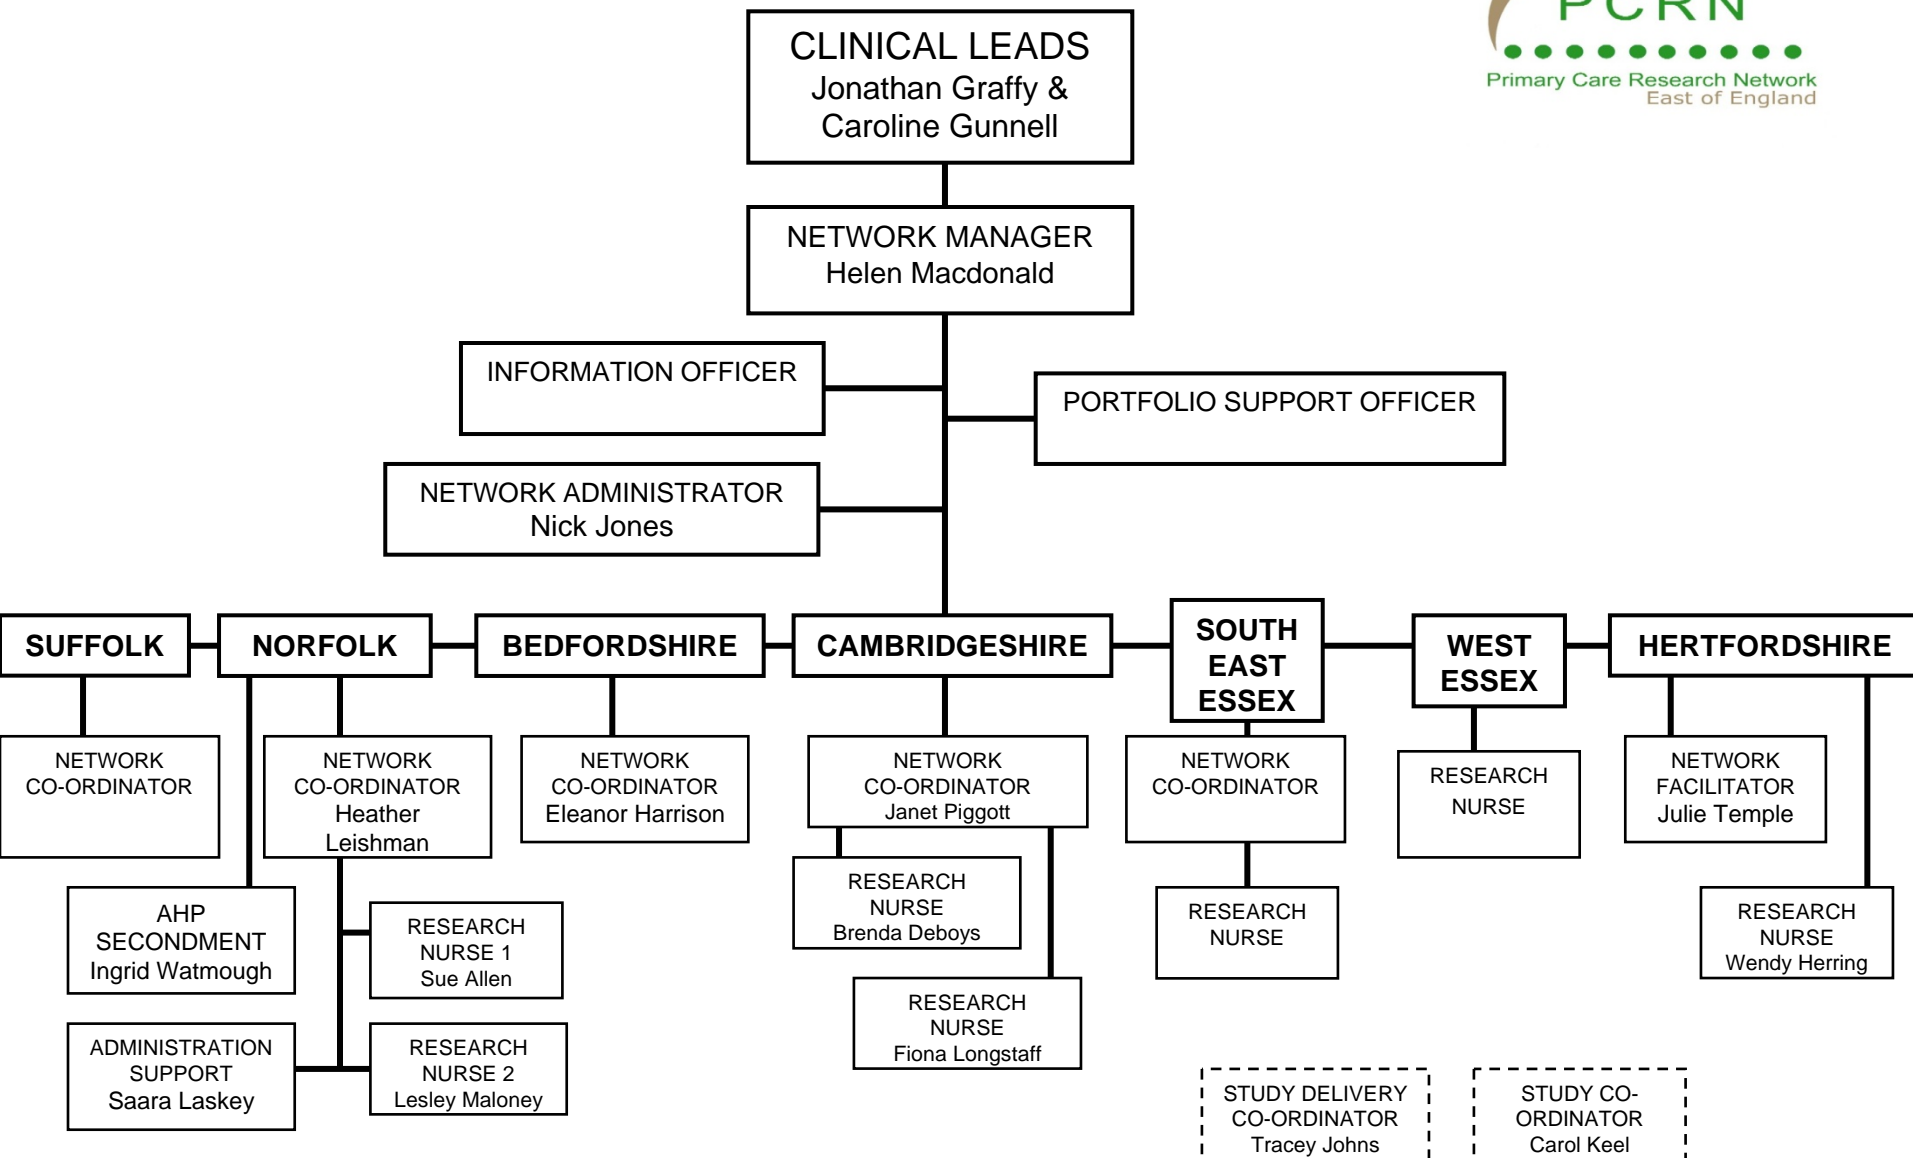 PCRN
Primary Care Research Network
East of England
CLINICAL LEADS
Jonathan Graffy &
Caroline Gunnell
NETWORK MANAGER
Helen Macdonald
INFORMATION OFFICER
PORTFOLIO SUPPORT OFFICER
NETWORK ADMINISTRATOR
Nick Jones
SUFFOLK
NORFOLK
BEDFORDSHIRE
CAMBRIDGESHIRE
SOUTH
EAST
ESSEX
WEST
ESSEX
HERTFORDSHIRE
NETWORK
CO-ORDINATOR
NETWORK
CO-ORDINATOR
Heather
Leishman
NETWORK
CO-ORDINATOR
Eleanor Harrison
NETWORK
CO-ORDINATOR
Janet Piggott
NETWORK
CO-ORDINATOR
RESEARCH
NURSE
NETWORK
FACILITATOR
Julie Temple
AHP
SECONDMENT
Ingrid Watmough
RESEARCH
NURSE 1
Sue Allen
RESEARCH
NURSE
Brenda Deboys
RESEARCH
NURSE
RESEARCH
NURSE
Wendy Herring
ADMINISTRATION
SUPPORT
Saara Laskey
RESEARCH
NURSE 2
Lesley Maloney
RESEARCH
NURSE
Fiona Longstaff
STUDY DELIVERY
CO-ORDINATOR
Tracey Johns
STUDY CO-
ORDINATOR
Carol Keel